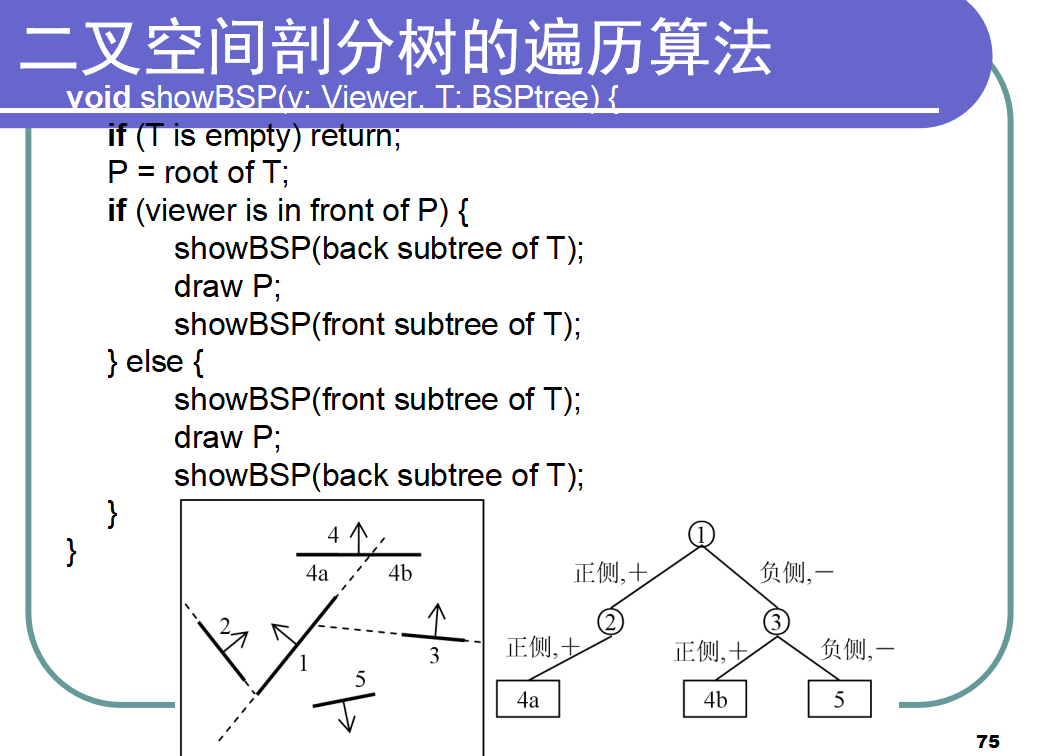 二叉空间剖分树的遍历算法
void showBSP(v: Viewer, T: BSPtree) {
if (T is empty) return;
P = root of T;
if (viewer is in front of P) {
showBSP(back subtree of T);
draw P;
showBSP(front subtree of T);
} else {
showBSP(front subtree of T);
draw P;
showBSP(back subtree of T);
}
}
4
4a
4b
2
1
3
5
1
正侧,+
负侧,−
2
3
正侧,+
正侧,+
负侧,−
4a
4b
5
75